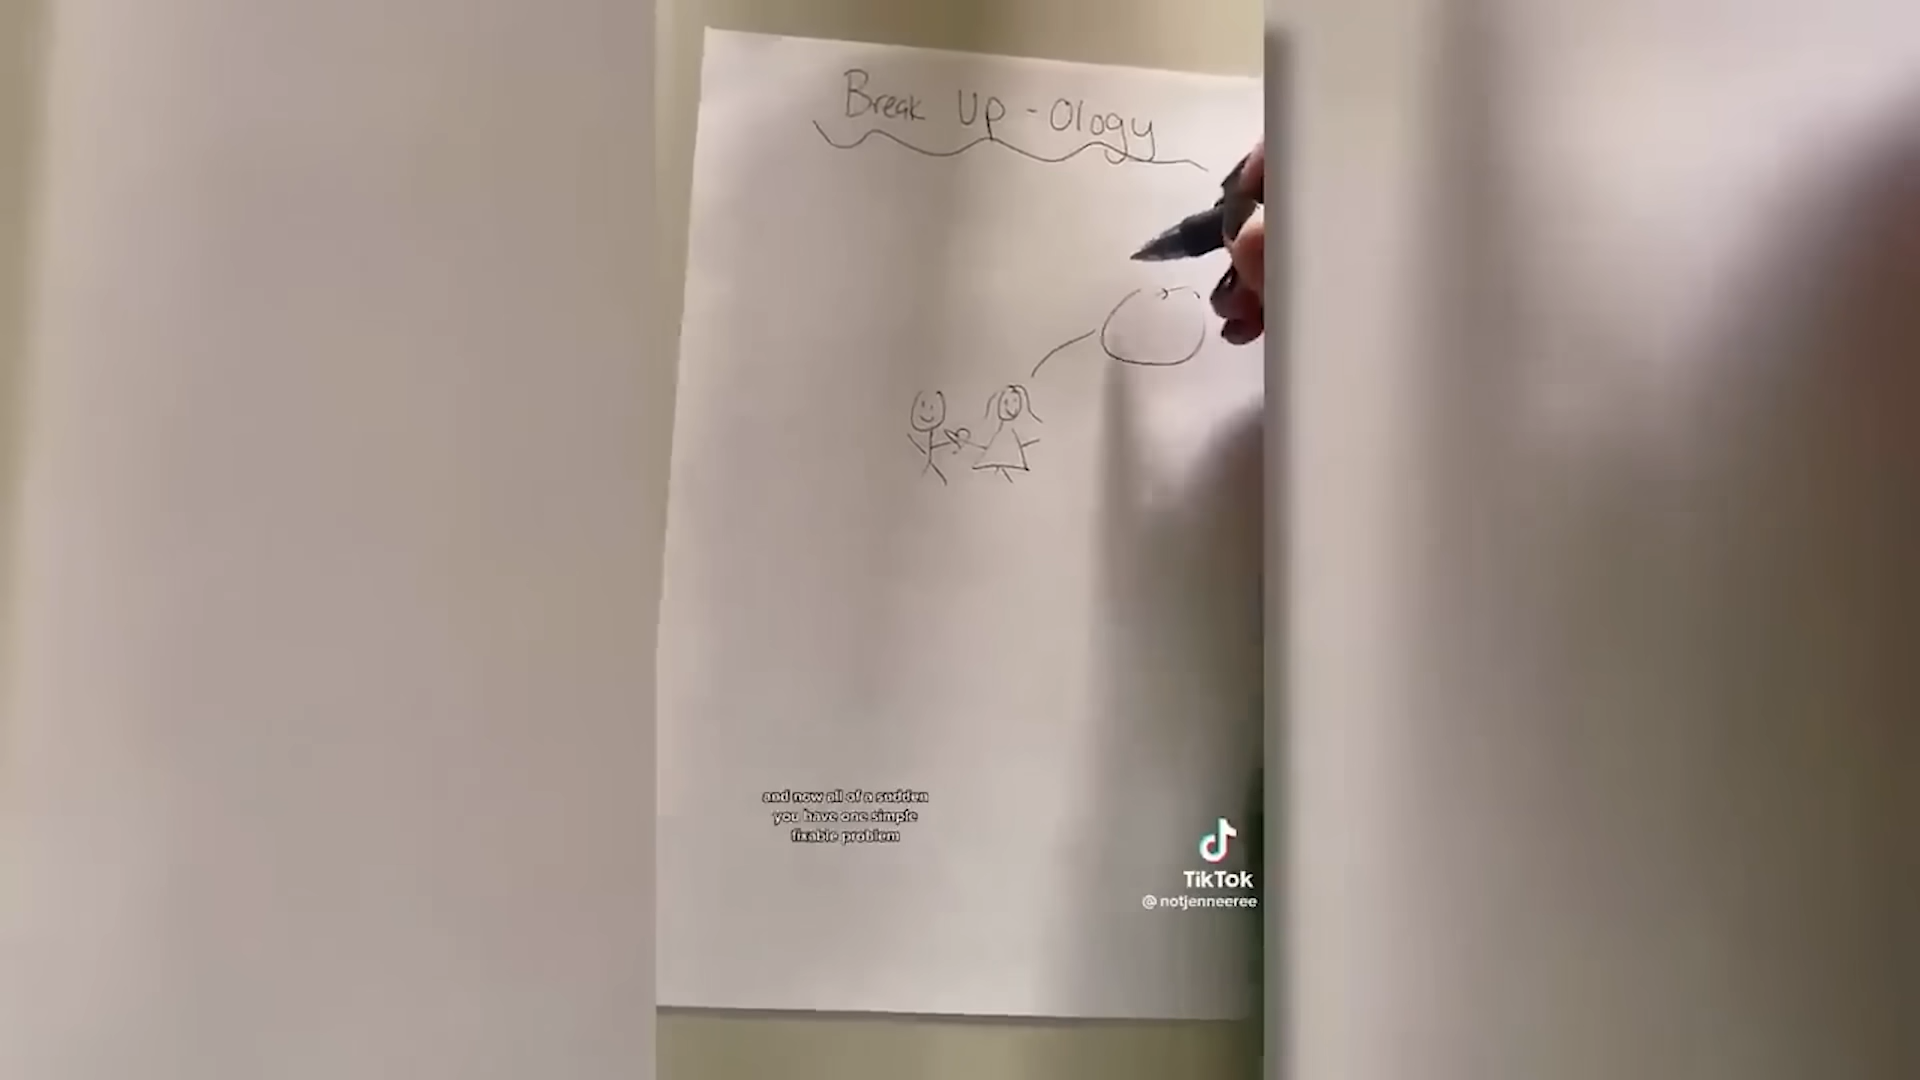 Break Up - Ology
and now all of a sudden
you have one simple
fixable problem
TikTok
@notjenneeree